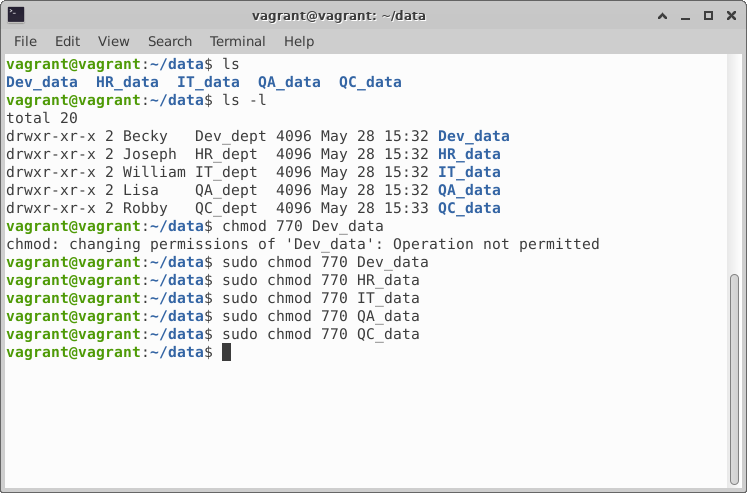 vagrant@vagrant: ~/data
File Edit View Search Terminal Help
vagrant@vagrant:~/data$ ls
Dev_data  HR_data  IT_data  QA_data  QC_data
vagrant@vagrant:~/data$ ls -l
total 20
drwxr-xr-x 2 Becky   Dev_dept 4096 May 28 15:32 Dev_data
drwxr-xr-x 2 Joseph  HR_dept  4096 May 28 15:32 HR_data
drwxr-xr-x 2 William IT_dept  4096 May 28 15:32 IT_data
drwxr-xr-x 2 Lisa    QA_dept  4096 May 28 15:32 QA_data
drwxr-xr-x 2 Robby   QC_dept  4096 May 28 15:33 QC_data
vagrant@vagrant:~/data$ chmod 770 Dev_data
chmod: changing permissions of 'Dev_data': Operation not permitted
vagrant@vagrant:~/data$ sudo chmod 770 Dev_data
vagrant@vagrant:~/data$ sudo chmod 770 HR_data
vagrant@vagrant:~/data$ sudo chmod 770 IT_data
vagrant@vagrant:~/data$ sudo chmod 770 QA_data
vagrant@vagrant:~/data$ sudo chmod 770 QC_data
vagrant@vagrant:~/data$